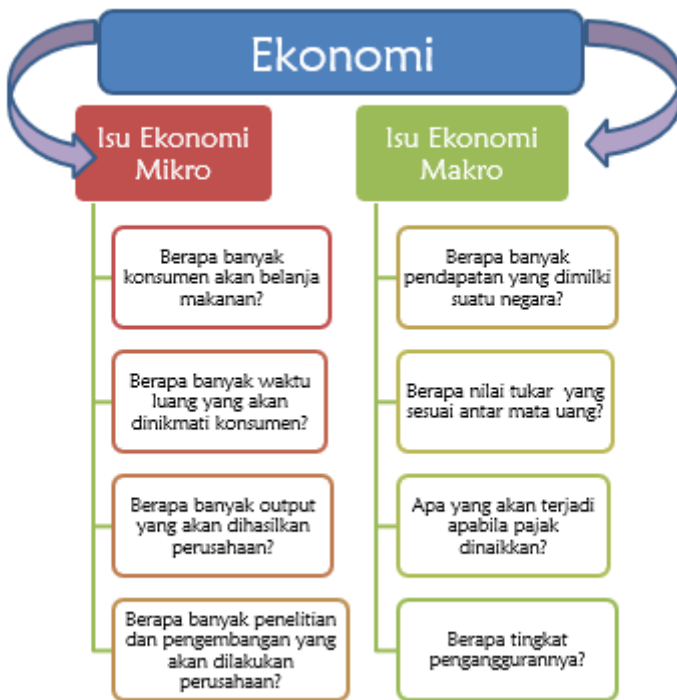 Ekonomi
Isu Ekonomi
Mikro
Berapa banyak
konsumen akan belanja
makanan?
Berapa banyak waktu
luang yang akan
dinikmati konsumen?
Berapa banyak output
yang akan dihasilkan
perusahaan?
Berapa banyak penelitian
dan pengembangan yang
akan dilakukan
perusahaan?
Isu Ekonomi
Makro
Berapa banyak
pendapatan yang dimilki
suatu negara?
Berapa nilai tukar yang
sesuai antar mata uang?
Apa yang akan terjadi
apabila pajak
dinaikkan?
Berapa tingkat
penganggurannya?